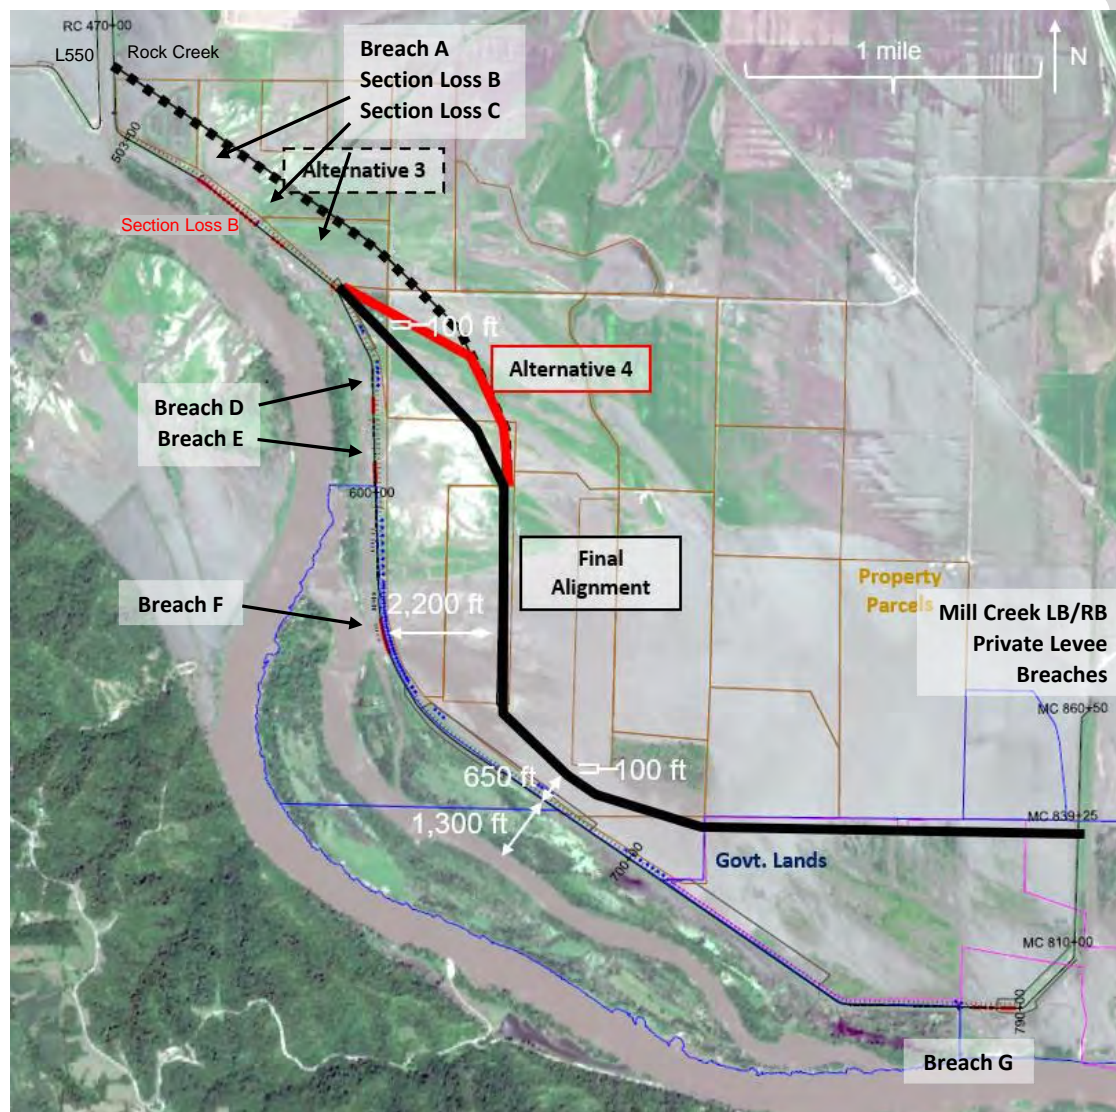 RC 470+00
L550
Rock Creek
Breach A
Section Loss B
Section Loss C
1 mile
N
503+00
Alternative 3
Section Loss B
100 ft
Alternative 4
Breach D
Breach E
600+00
Final
Alignment
Property
Parcels
Breach F
2,200 ft
Mill Creek LB/RB
Private Levee
Breaches
MC 860+50
650 ft
100 ft
1,300 ft
MC 839+25
700+00
Govt. Lands
MC 810+00
790+00
Breach G